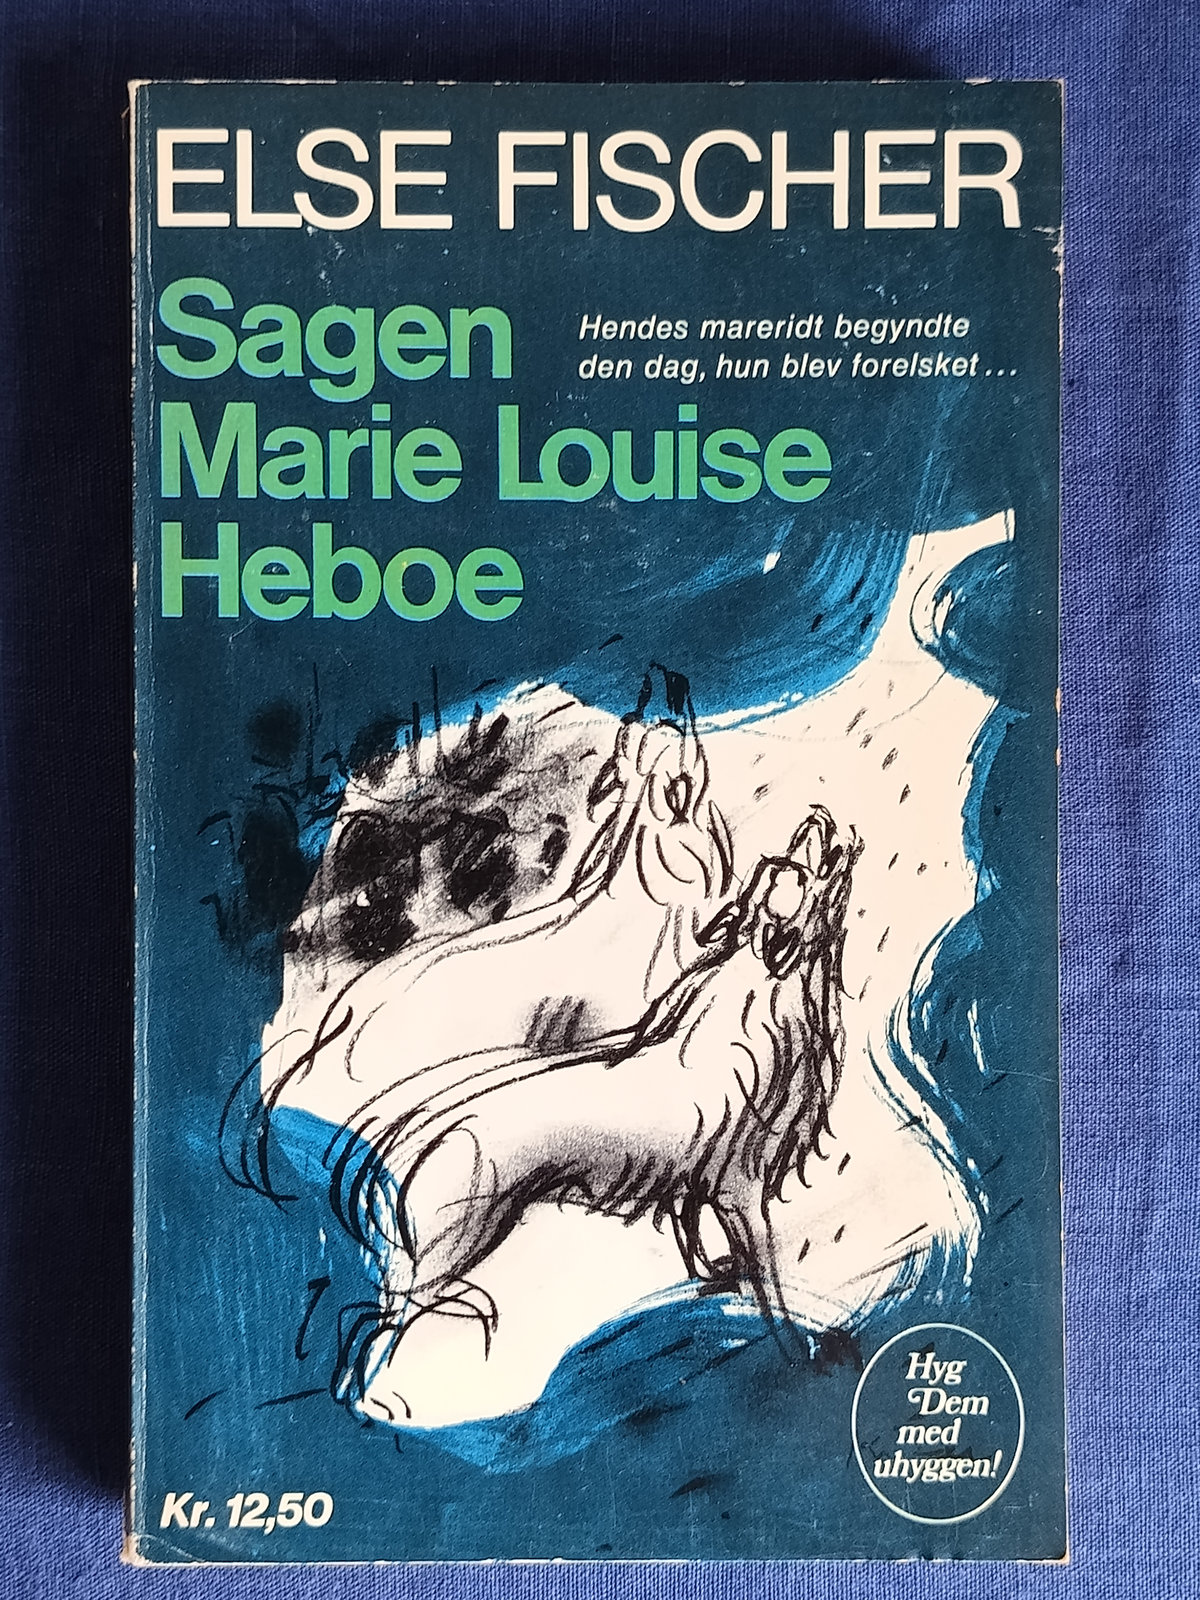 ELSE FISCHER
Sagen
Marie Louise
Heboe
Hendes mareridt begyndte
den dag, hun blev forelsket...
Hyg
Dem
med
uhyggen!
Kr. 12,50